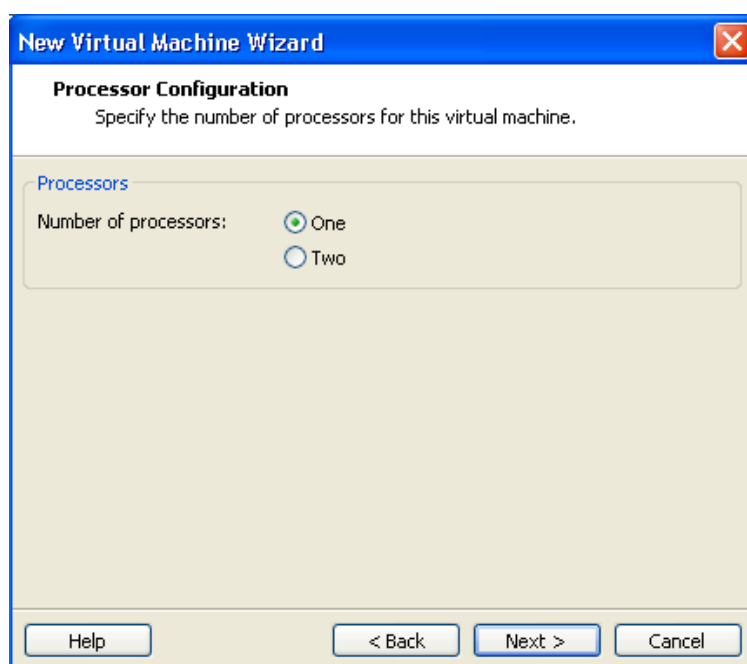 New Virtual Machine Wizard
Processor Configuration
Specify the number of processors for this virtual machine.
Processors
Number of processors:
One
Two
Help
< Back
Next >
Cancel